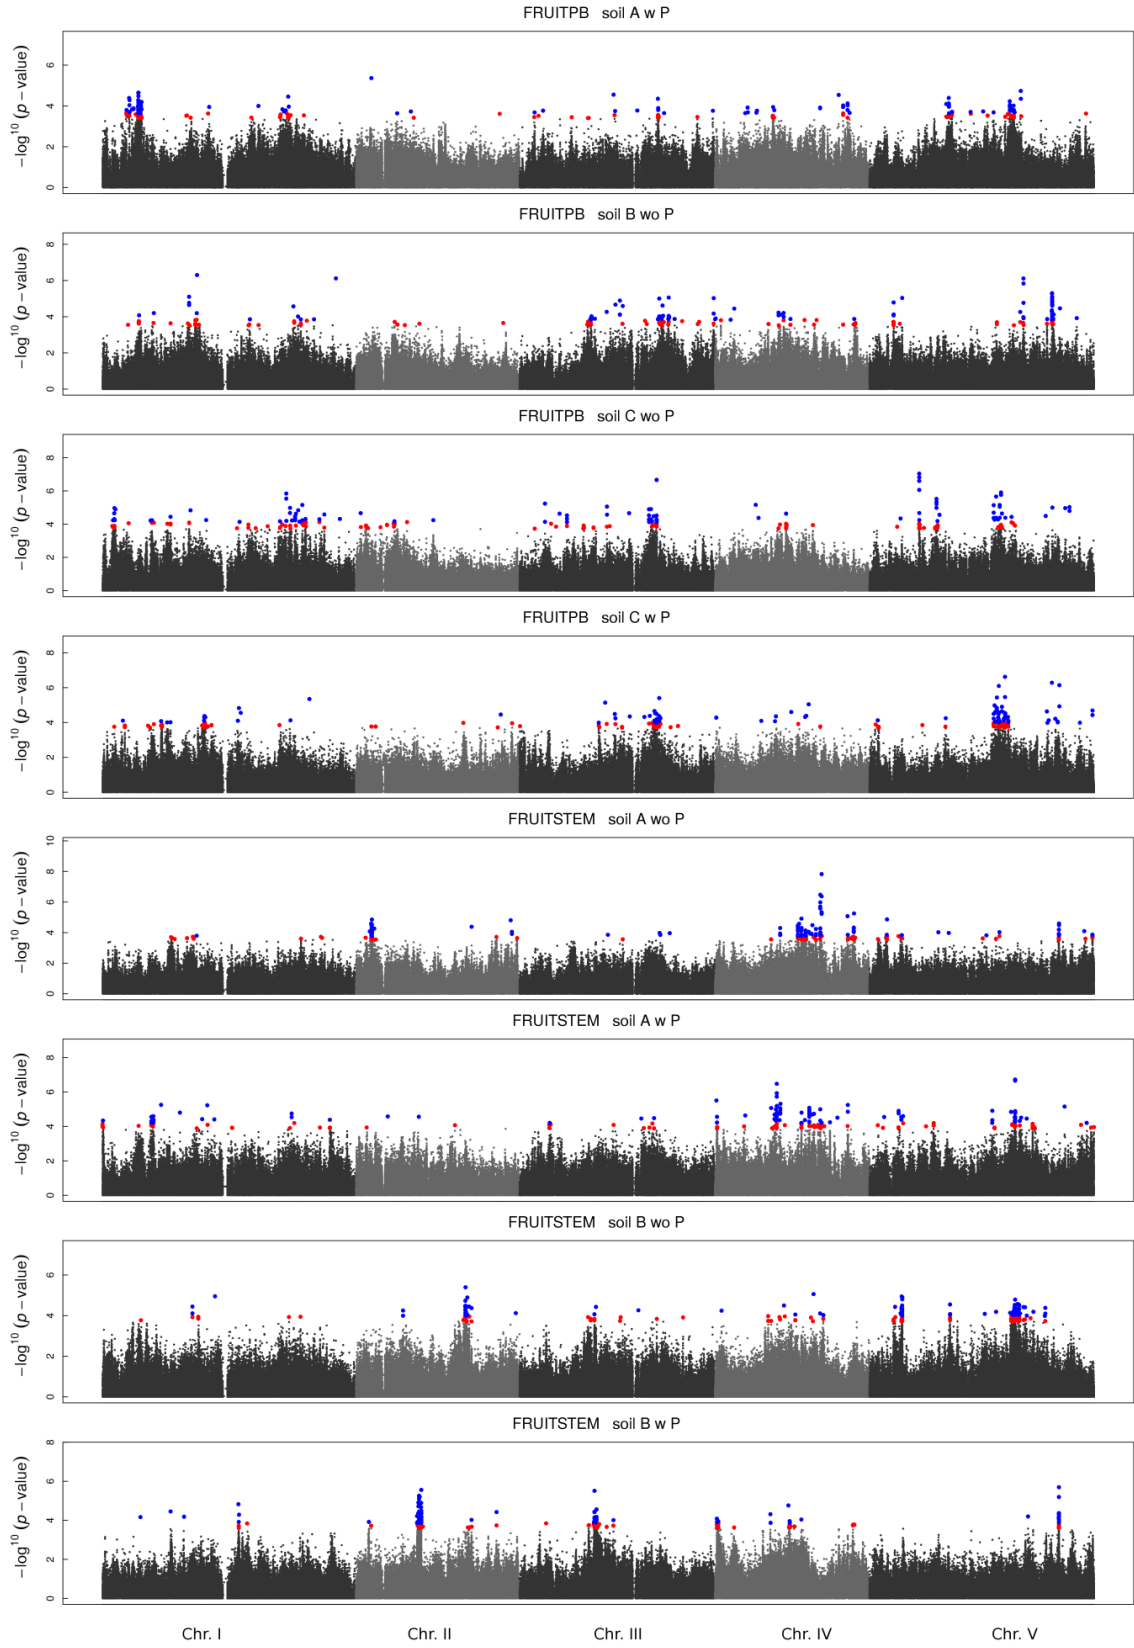 FRUITPB soil A w P
−log10 (p − value)
0 2 4 6
FRUITPB soil B wo P
−log10 (p − value)
0 2 4 6 8
FRUITPB soil C wo P
−log10 (p − value)
0 2 4 6 8
FRUITPB soil C w P
−log10 (p − value)
0 2 4 6 8
FRUITSTEM soil A wo P
−log10 (p − value)
0 2 4 6 8 10
FRUITSTEM soil A w P
−log10 (p − value)
0 2 4 6 8
FRUITSTEM soil B wo P
−log10 (p − value)
0 2 4 6
FRUITSTEM soil B w P
−log10 (p − value)
0 2 4 6 8
Chr. I Chr. II Chr. III Chr. IV Chr. V